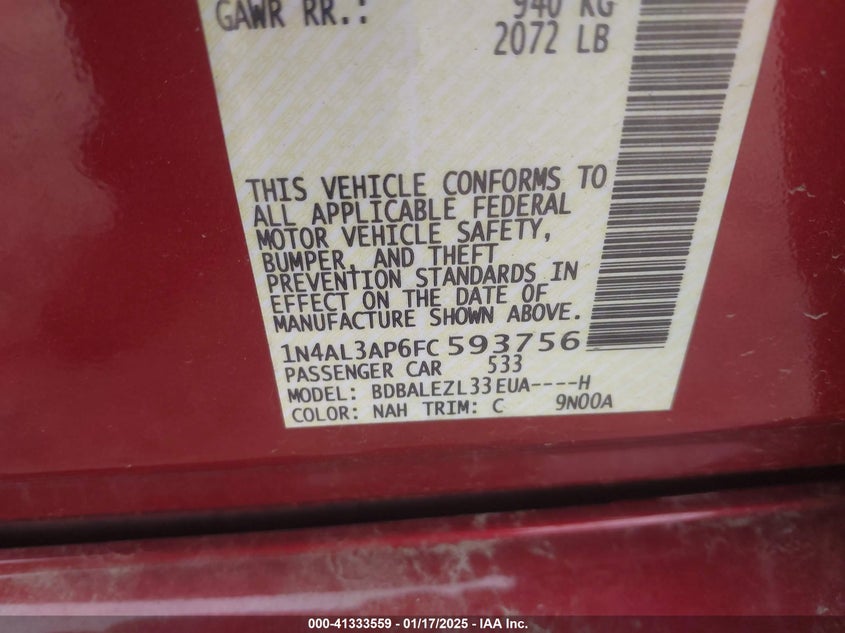 GAWR RR.: 940 KG
2072 LB
THIS VEHICLE CONFORMS TO
ALL APPLICABLE FEDERAL
MOTOR VEHICLE SAFETY,
BUMPER, AND THEFT
PREVENTION STANDARDS IN
EFFECT ON THE DATE OF
MANUFACTURE SHOWN ABOVE.
1N4AL3AP6FC 593756
PASSENGER CAR 533
MODEL: BDBALEZL33EUA----H
COLOR: NAH TRIM: C 9N00A
000-41333559 — 01/17/2025 — IAA Inc.